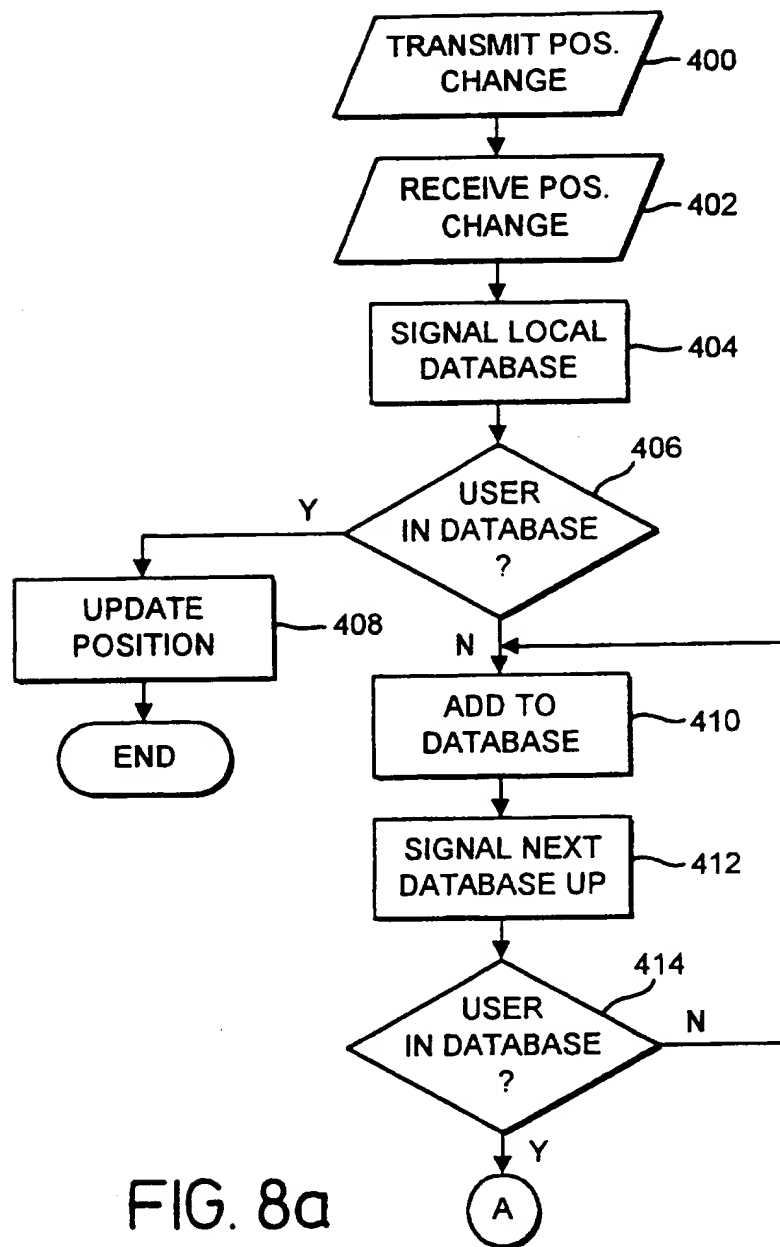 TRANSMIT POS.
CHANGE
400
RECEIVE POS.
CHANGE
402
SIGNAL LOCAL
DATABASE
404
406
USER
IN DATABASE
?
Y
UPDATE
POSITION
408
END
N
ADD TO
DATABASE
410
SIGNAL NEXT
DATABASE UP
412
414
USER
IN DATABASE
?
N
Y
A
FIG. 8a